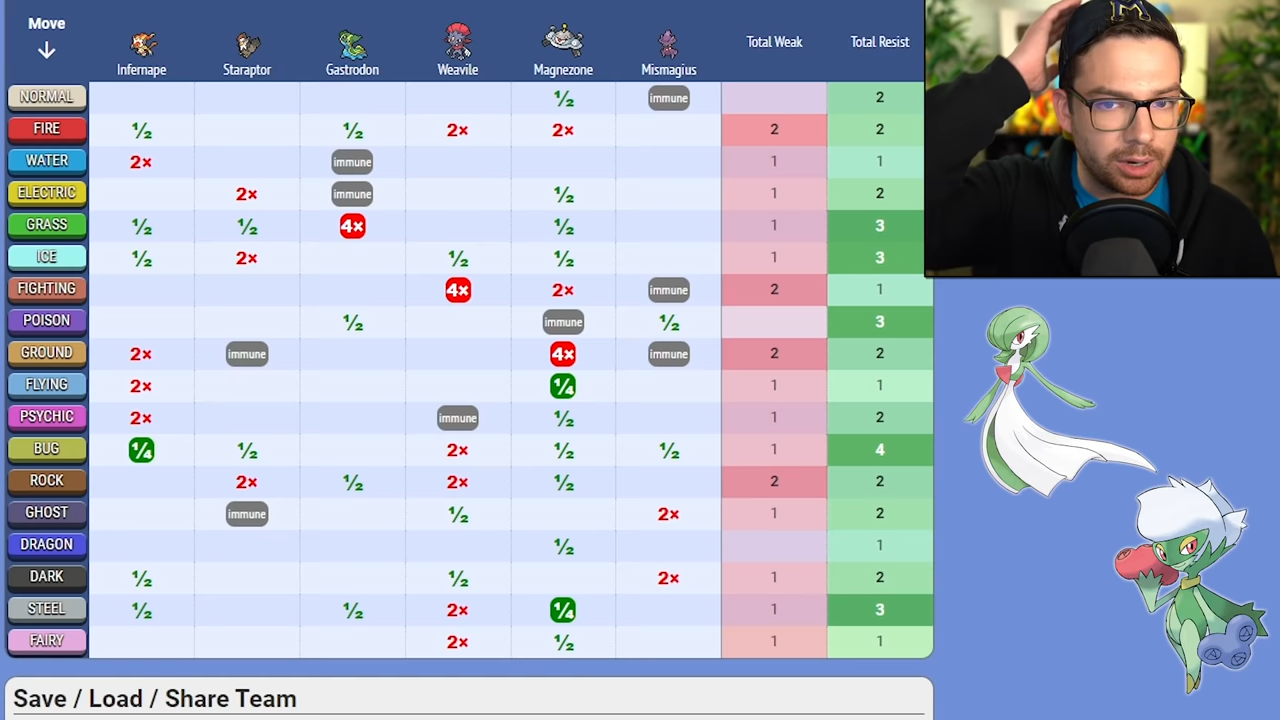 Move
↓
Infernape Staraptor Gastrodon Weavile Magnezone Mismagius Total Weak Total Resist
NORMAL ½ immune 2
FIRE ½ ½ 2× 2× 2 2
WATER 2× immune 1 1
ELECTRIC 2× immune ½ 1 2
GRASS ½ ½ 4× ½ 1 3
ICE ½ 2× ½ ½ 1 3
FIGHTING 4× 2× immune 2 1
POISON ½ immune ½ 3
GROUND 2× immune 4× immune 2 2
FLYING 2× ¼ 1 1
PSYCHIC 2× immune ½ 1 2
BUG ¼ ½ 2× ½ ½ 1 4
ROCK 2× ½ 2× ½ 2 2
GHOST immune ½ 2× 1 2
DRAGON ½ 1
DARK ½ ½ 2× 1 2
STEEL ½ ½ 2× ¼ 1 3
FAIRY 2× ½ 1 1
Save / Load / Share Team
M